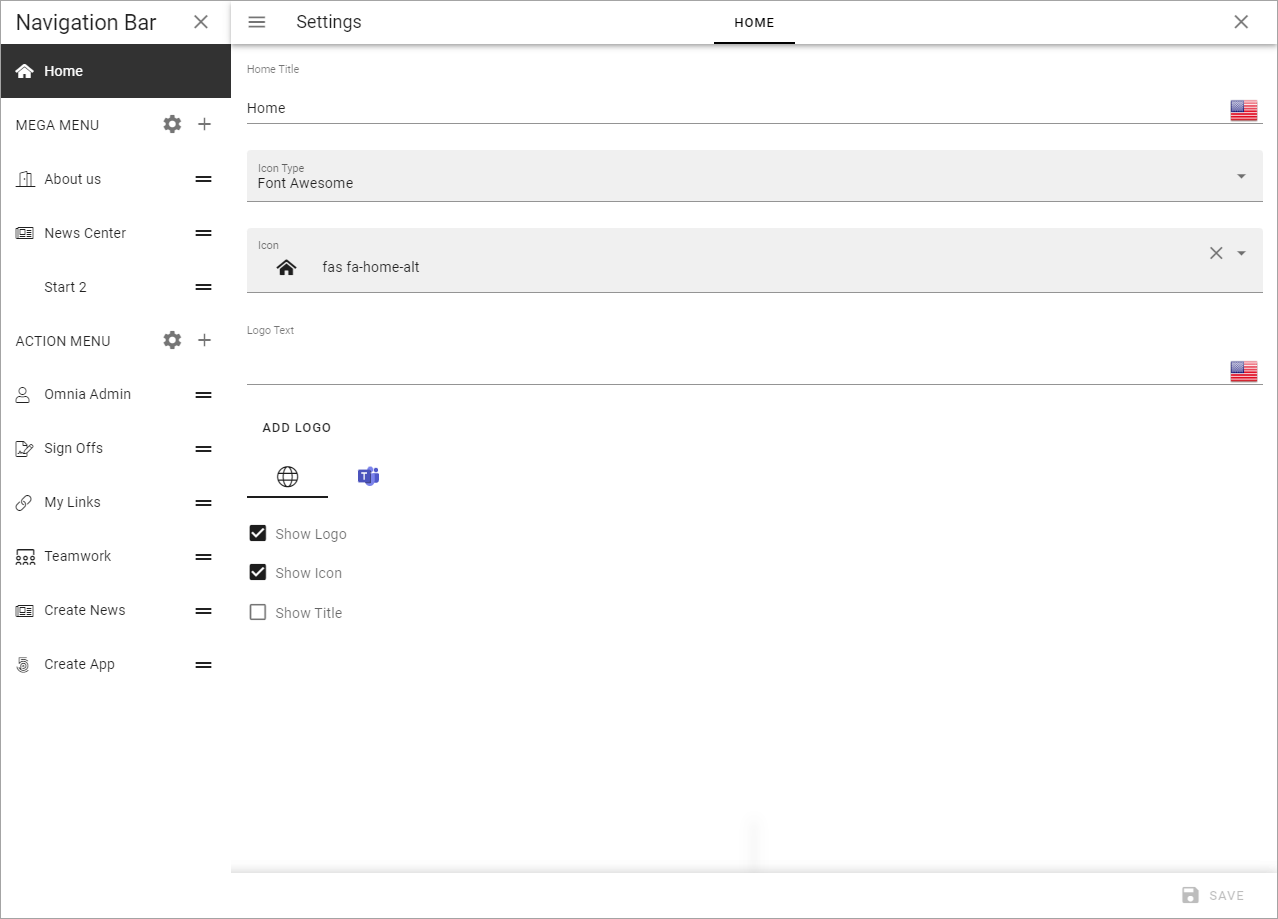 Navigation Bar
Settings
HOME
Home
MEGA MENU
About us
News Center
Start 2
ACTION MENU
Omnia Admin
Sign Offs
My Links
Teamwork
Create News
Create App
Home Title
Home
Icon Type
Font Awesome
Icon
fas fa-home-alt
Logo Text
ADD LOGO
T
Show Logo
Show Icon
Show Title
SAVE